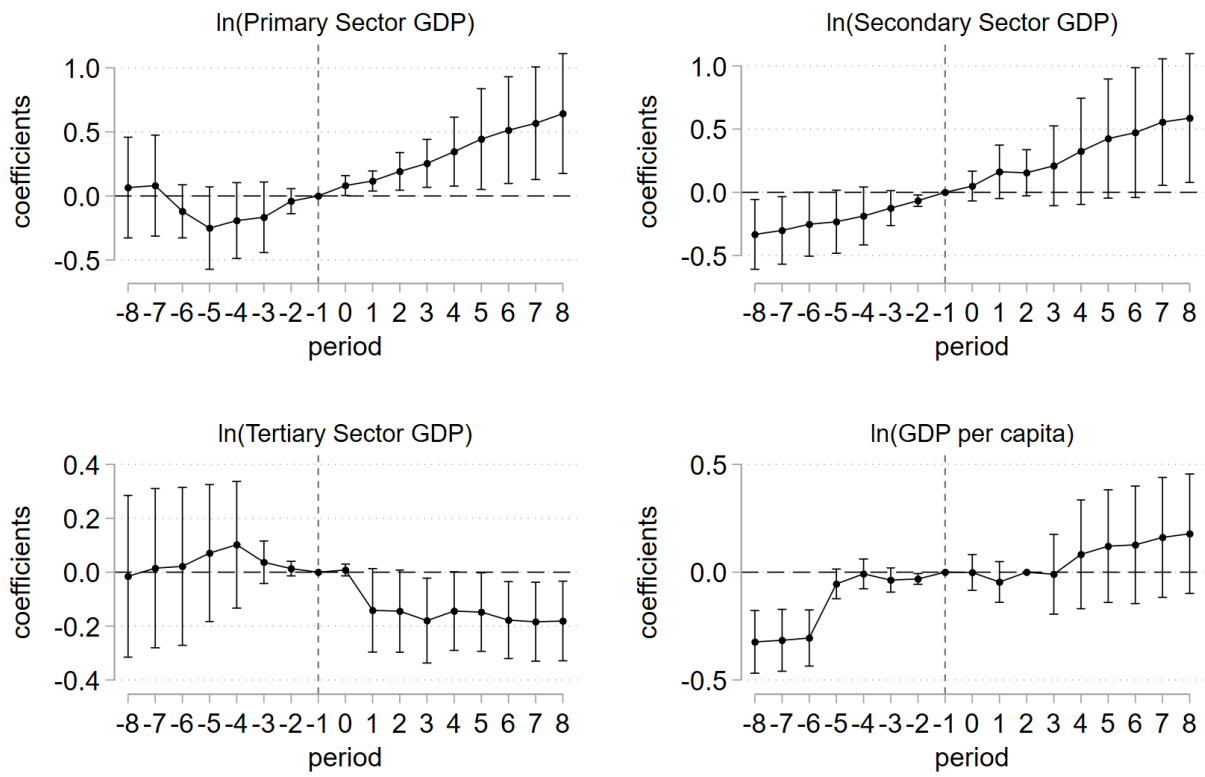 ln(Primary Sector GDP)
1.0
0.5
0.0
-0.5
coefficients
-8 -7 -6 -5 -4 -3 -2 -1 0 1 2 3 4 5 6 7 8
period
ln(Secondary Sector GDP)
1.0
0.5
0.0
-0.5
coefficients
-8 -7 -6 -5 -4 -3 -2 -1 0 1 2 3 4 5 6 7 8
period
ln(Tertiary Sector GDP)
0.4
0.2
0.0
-0.2
-0.4
coefficients
-8 -7 -6 -5 -4 -3 -2 -1 0 1 2 3 4 5 6 7 8
period
ln(GDP per capita)
0.5
0.0
-0.5
coefficients
-8 -7 -6 -5 -4 -3 -2 -1 0 1 2 3 4 5 6 7 8
period